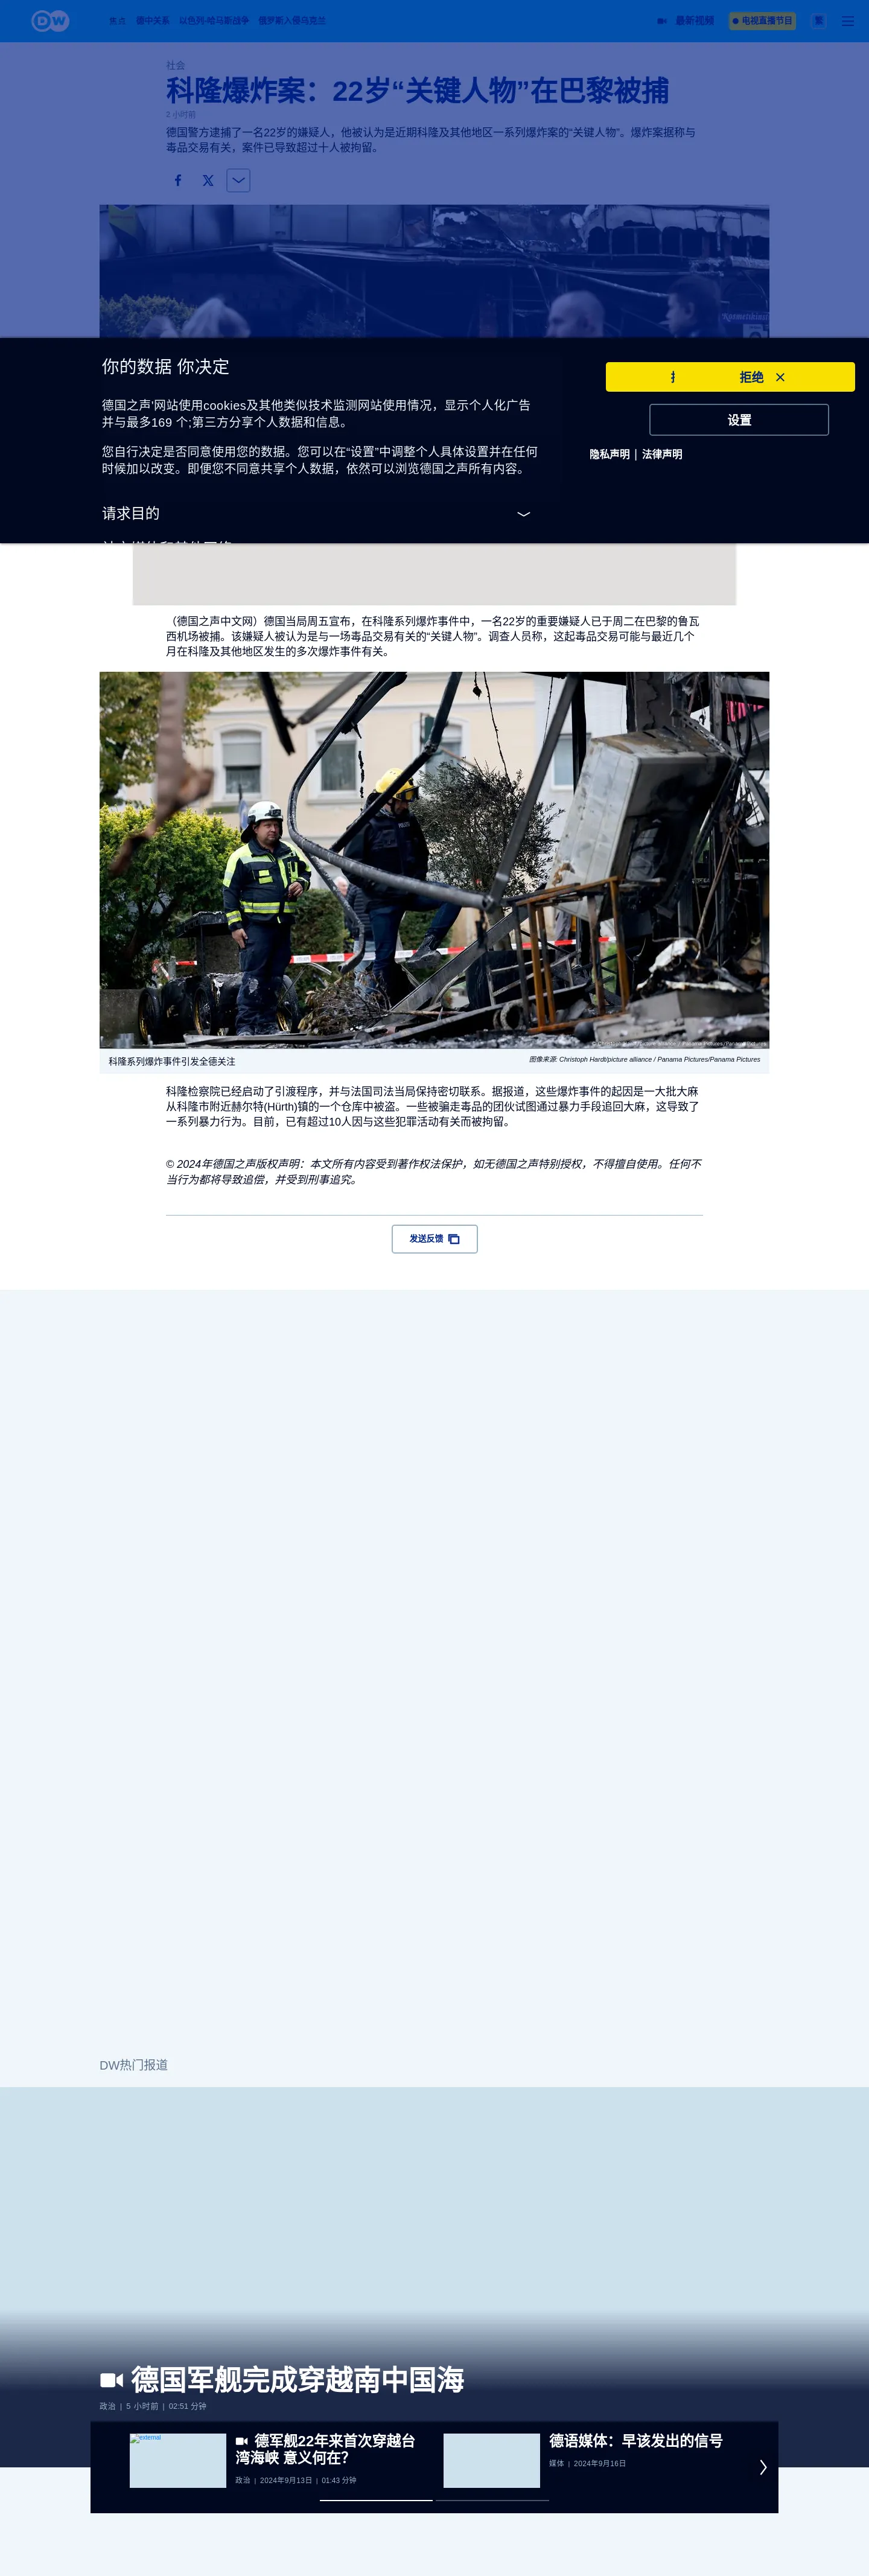 DW
焦点 德中关系 以色列-哈马斯战争 俄罗斯入侵乌克兰
最新视频 电视直播节目 繁
社会
科隆爆炸案：22岁“关键人物”在巴黎被捕
2 小时前
德国警方逮捕了一名22岁的嫌疑人，他被认为是近期科隆及其他地区一系列爆炸案的“关键人物”。爆炸案据称与
毒品交易有关，案件已导致超过十人被拘留。
Kosmetikinsel
你的数据 你决定
拒绝
德国之声'网站使用cookies及其他类似技术监测网站使用情况，显示个人化广告
并与最多169 个;第三方分享个人数据和信息。
设置
您自行决定是否同意使用您的数据。您可以在“设置”中调整个人具体设置并在任何
时候加以改变。即便您不同意共享个人数据，依然可以浏览德国之声所有内容。
隐私声明 | 法律声明
请求目的
（德国之声中文网）德国当局周五宣布，在科隆系列爆炸事件中，一名22岁的重要嫌疑人已于周二在巴黎的鲁瓦
西机场被捕。该嫌疑人被认为是与一场毒品交易有关的“关键人物”。调查人员称，这起毒品交易可能与最近几个
月在科隆及其他地区发生的多次爆炸事件有关。
科隆系列爆炸事件引发全德关注
图像来源: Christoph Hardt/picture alliance / Panama Pictures/Panama Pictures
科隆检察院已经启动了引渡程序，并与法国司法当局保持密切联系。据报道，这些爆炸事件的起因是一大批大麻
从科隆市附近赫尔特(Hürth)镇的一个仓库中被盗。一些被骗走毒品的团伙试图通过暴力手段追回大麻，这导致了
一系列暴力行为。目前，已有超过10人因与这些犯罪活动有关而被拘留。
© 2024年德国之声版权声明：本文所有内容受到著作权法保护，如无德国之声特别授权，不得擅自使用。任何不
当行为都将导致追偿，并受到刑事追究。
发送反馈
DW热门报道
德国军舰完成穿越南中国海
政治 | 5 小时前 | 02:51 分钟
external
德军舰22年来首次穿越台
湾海峡 意义何在?
政治 | 2024年9月13日 | 01:43 分钟
德语媒体：早该发出的信号
媒体 | 2024年9月16日